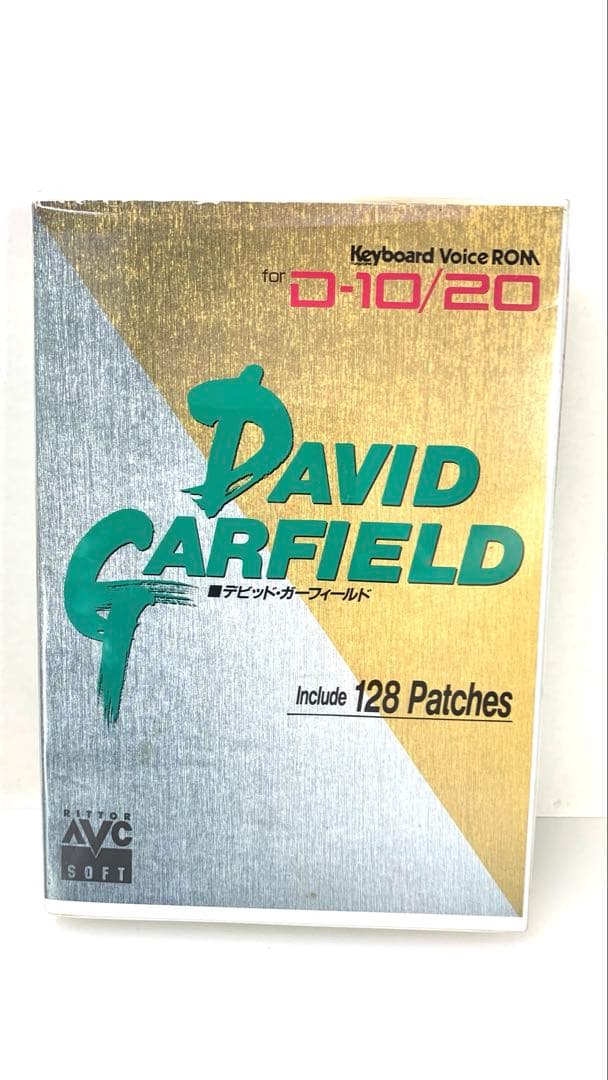 Keyboard Voice ROM
for D-10/20
DAVID
GARFIELD
■デビッド・ガーフィールド
Include 128 Patches
RITTOR
AVC
SOFT